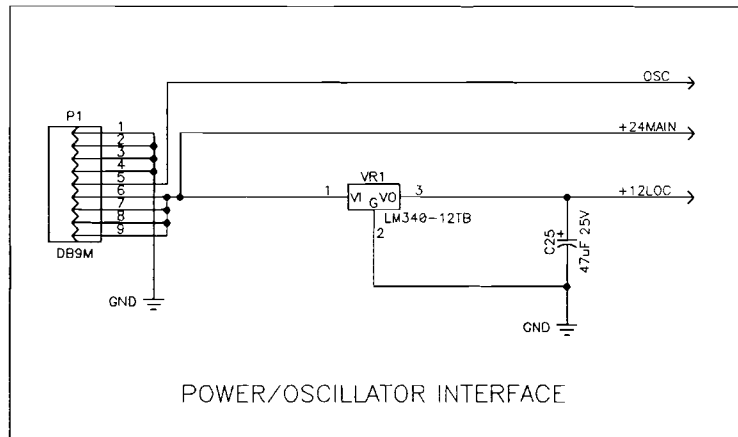 OSC
P1
+24MAIN
1
2
3
4
5
6
7
8
9
DB9M
VR1
1
VI
G
VO
3
+12LOC
LM340-12TB
2
C25
+
47uF 25V
GND
GND
POWER/OSCILLATOR INTERFACE